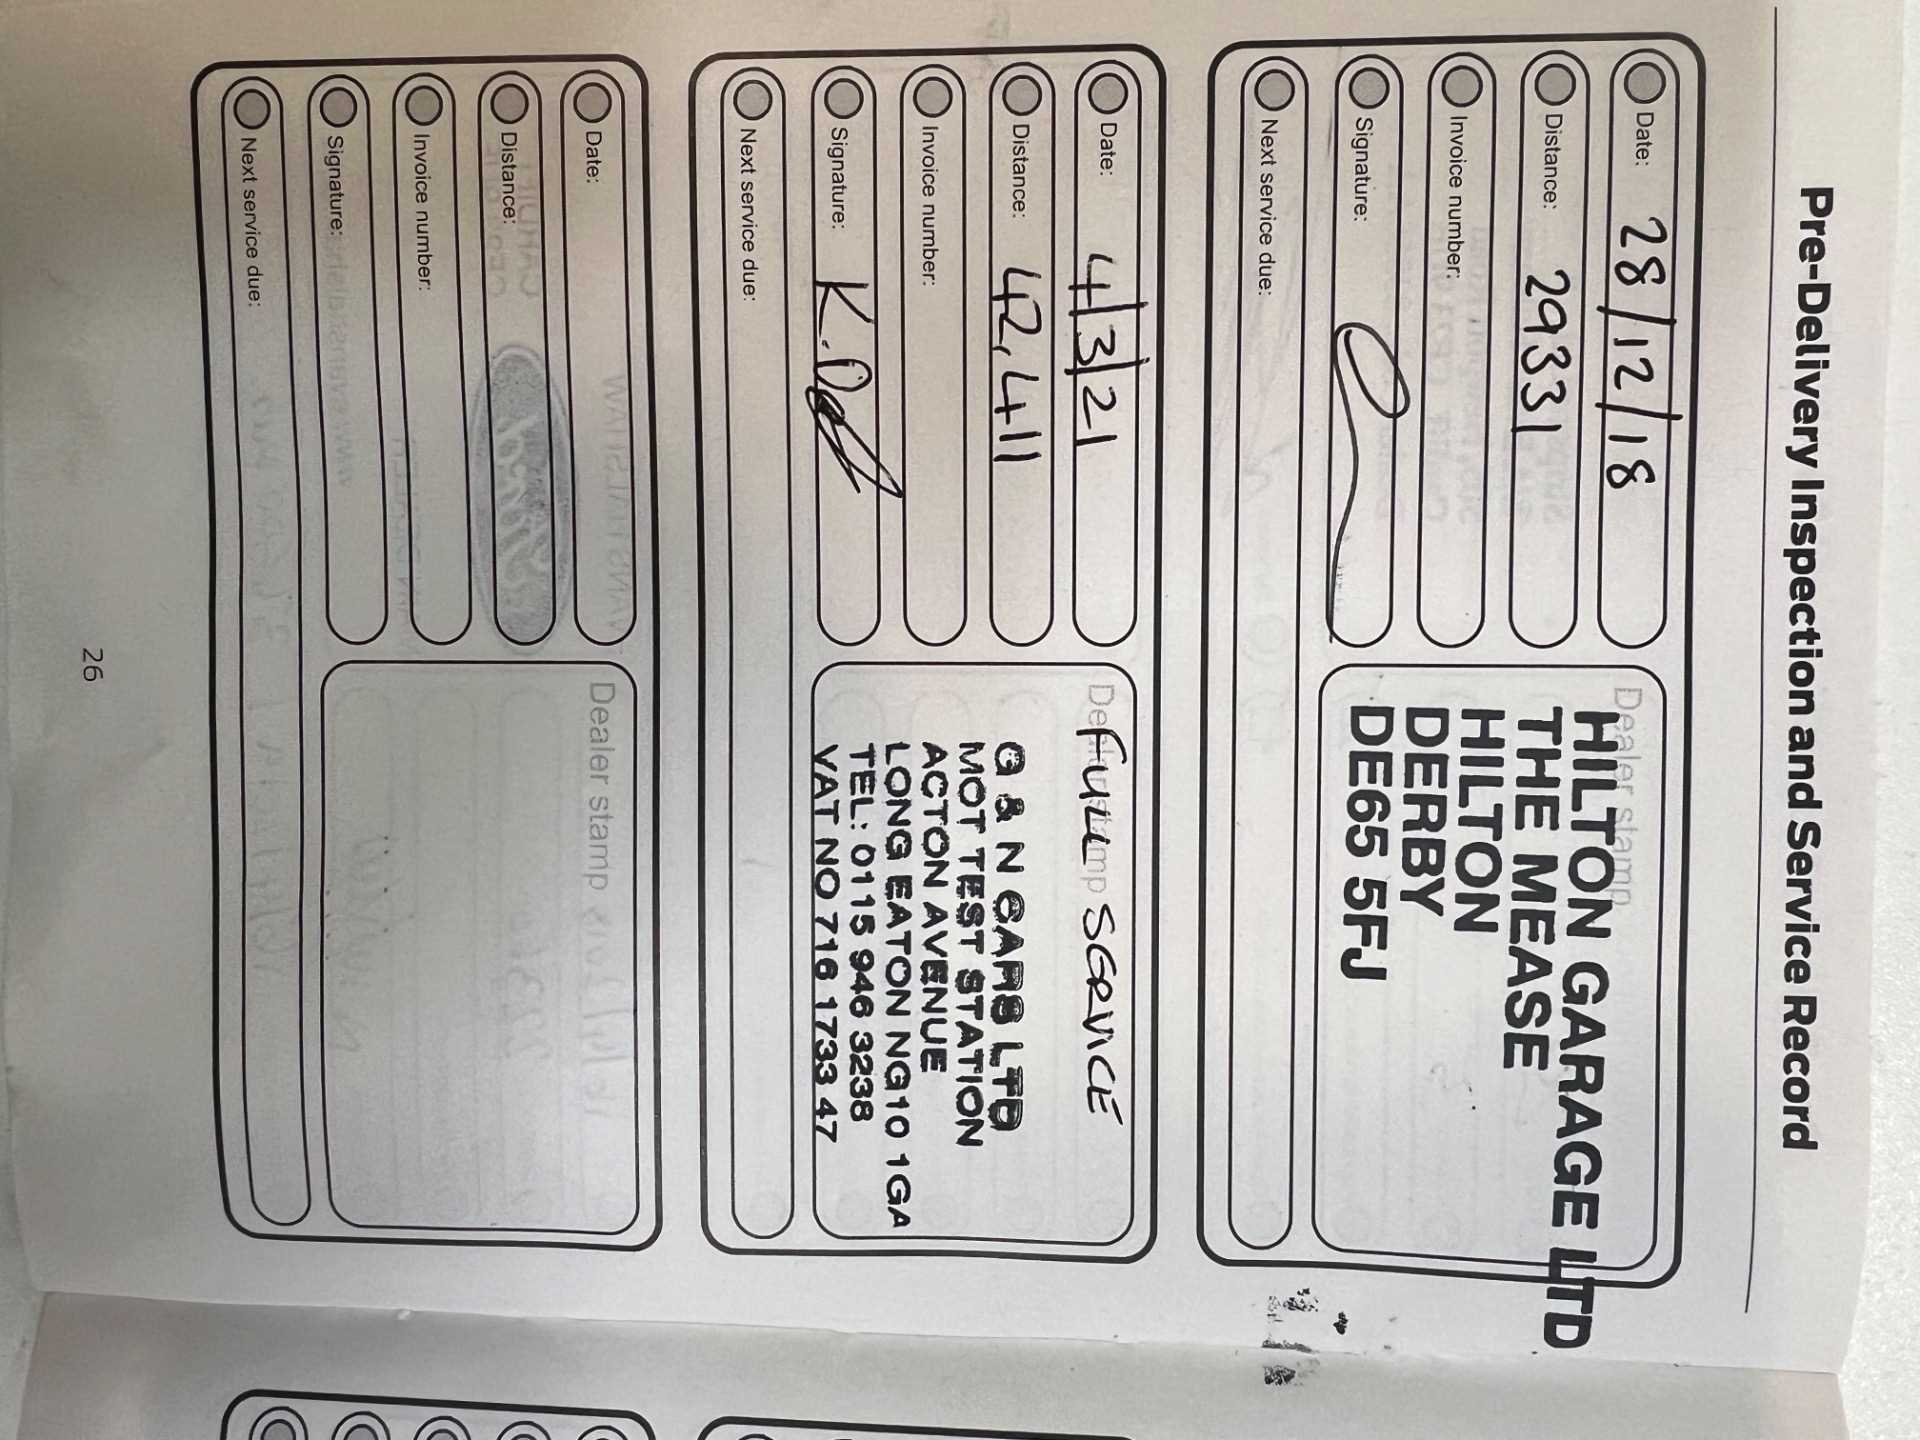 Pre-Delivery Inspection and Service Record
Date: 28/12/18
Distance: 29331
Invoice number:
Signature:
Next service due:
Dealer stamp
HILTON GARAGE LTD
THE MEASE
HILTON
DERBY
DE65 5FJ
Date: 4/3/21
Distance: 42,411
Invoice number:
Signature:
Next service due:
Dealer stamp
FULL SERVICE
G & N CARS LTD
MOT TEST STATION
ACTON AVENUE
LONG EATON NG10 1GA
TEL: 0115 946 3238
VAT NO 716 1733 47
Date:
Distance:
Invoice number:
Signature:
Next service due:
Dealer stamp
26